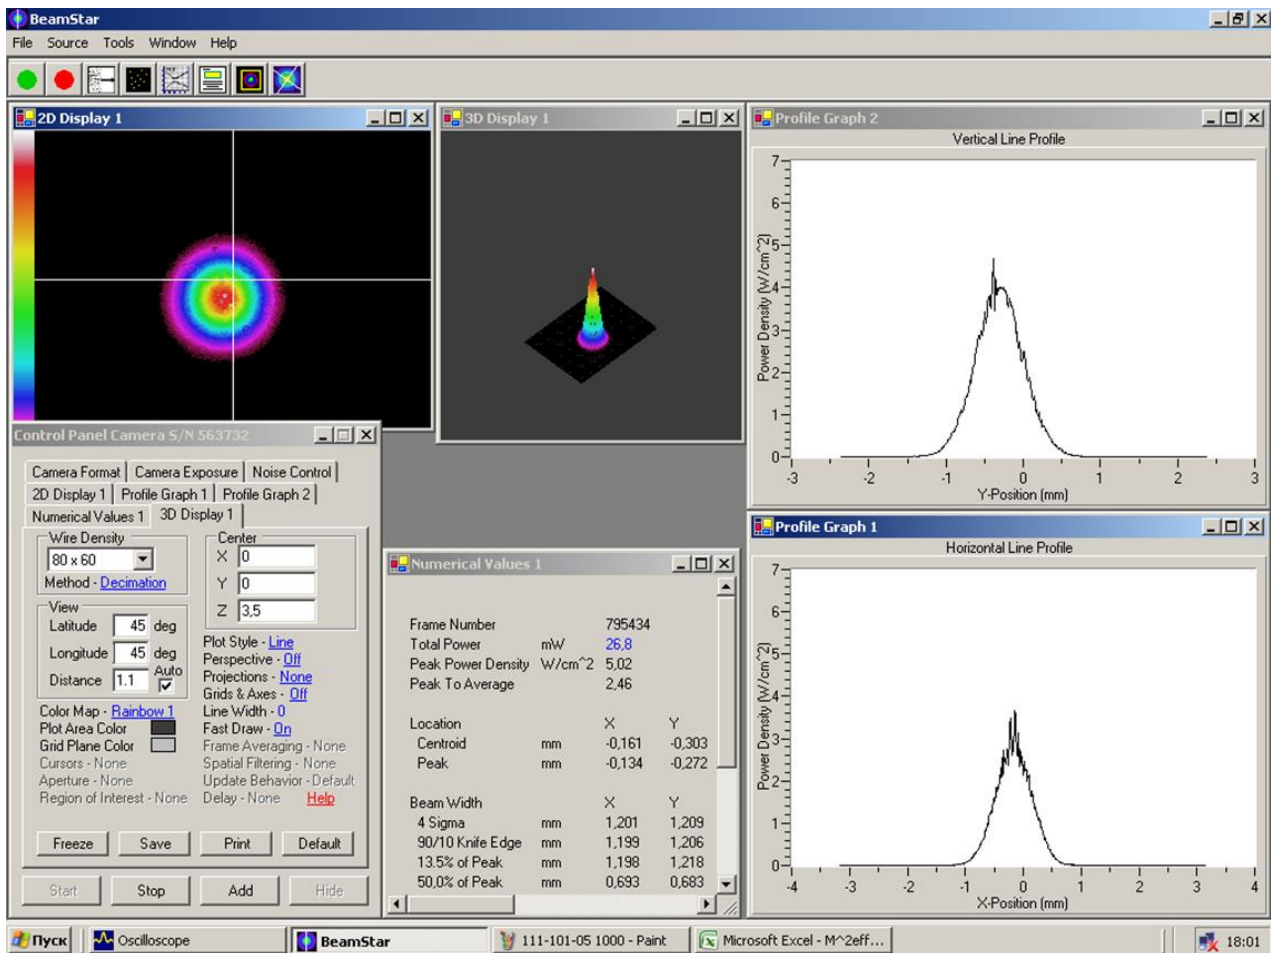 BeamStar
File Source Tools Window Help
2D Display 1
3D Display 1
Profile Graph 2
Vertical Line Profile
Power Density (W/cm^2)
7
6
5
4
3
2
1
0
-3 -2 -1 0 1 2 3
Y-Position (mm)
Control Panel Camera S/N 563732
Camera Format Camera Exposure Noise Control
2D Display 1 Profile Graph 1 Profile Graph 2
Numerical Values 1 3D Display 1
Wire Density
80 x 60
Method - Decimation
Center
X 0
Y 0
Z 3,5
View
Latitude 45 deg
Longitude 45 deg
Distance 1.1 Auto
Plot Style - Line
Perspective - Off
Projections - None
Grids & Axes - Off
Color Map - Rainbow 1 Line Width - 0
Plot Area Color Fast Draw - On
Grid Plane Color Frame Averaging - None
Cursors - None Spatial Filtering - None
Aperture - None Update Behavior - Default
Region of Interest - None Delay - None Help
Freeze Save Print Default
Start Stop Add Hide
Numerical Values 1
Frame Number 795434
Total Power mW 26,8
Peak Power Density W/cm^2 5,02
Peak To Average 2,46
Location X Y
Centroid mm -0,161 -0,303
Peak mm -0,134 -0,272
Beam Width X Y
4 Sigma mm 1,201 1,209
90/10 Knife Edge mm 1,199 1,206
13.5% of Peak mm 1,198 1,218
50,0% of Peak mm 0,693 0,683
Profile Graph 1
Horizontal Line Profile
Power Density (W/cm^2)
7
6
5
4
3
2
1
0
-4 -3 -2 -1 0 1 2 3 4
X-Position (mm)
Пуск Oscilloscope BeamStar 111-101-05 1000 - Paint Microsoft Excel - M^2eff... 18:01